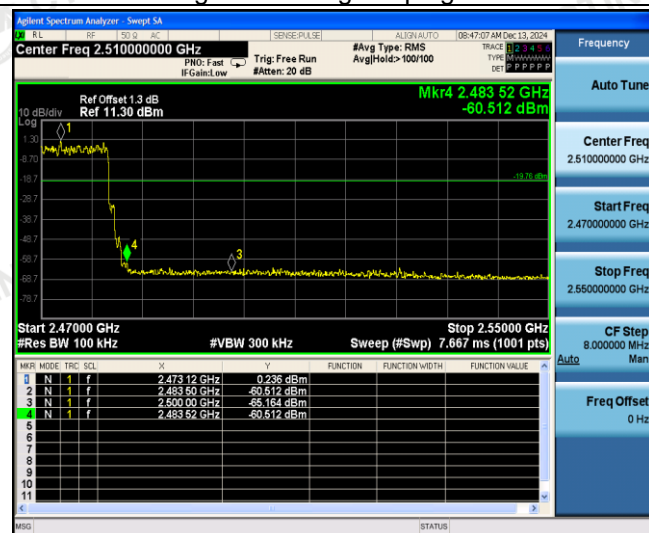 Agilent Spectrum Analyzer - Swept SA
RL RF 50 Ω AC SENSE:PULSE ALIGN AUTO 08:47:07 AM Dec 13, 2024
Center Freq 2.510000000 GHz
PNO: Fast
IFGain:Low
Trig: Free Run
#Atten: 20 dB
#Avg Type: RMS
Avg|Hold:>100/100
TRACE 1 2 3 4 5 6
TYPE M
DET P P P P P P
Frequency
Mkr4 2.483 52 GHz
-60.512 dBm
Ref Offset 1.3 dB
10 dB/div Ref 11.30 dBm
Log
1.30
-8.70
-18.7
-28.7
-38.7
-48.7
-58.7
-68.7
-78.7
1
-19.76 dBm
4
3
Start 2.47000 GHz Stop 2.55000 GHz
#Res BW 100 kHz #VBW 300 kHz Sweep (#Swp) 7.667 ms (1001 pts)
MKR MODE TRC SCL X Y FUNCTION FUNCTION WIDTH FUNCTION VALUE
1 N 1 f 2.473 12 GHz 0.236 dBm
2 N 1 f 2.483 50 GHz -60.512 dBm
3 N 1 f 2.500 00 GHz -65.164 dBm
4 N 1 f 2.483 52 GHz -60.512 dBm
5
6
7
8
9
10
11
MSG STATUS
Auto Tune
Center Freq
2.510000000 GHz
Start Freq
2.470000000 GHz
Stop Freq
2.550000000 GHz
CF Step
8.000000 MHz
Auto Man
Freq Offset
0 Hz